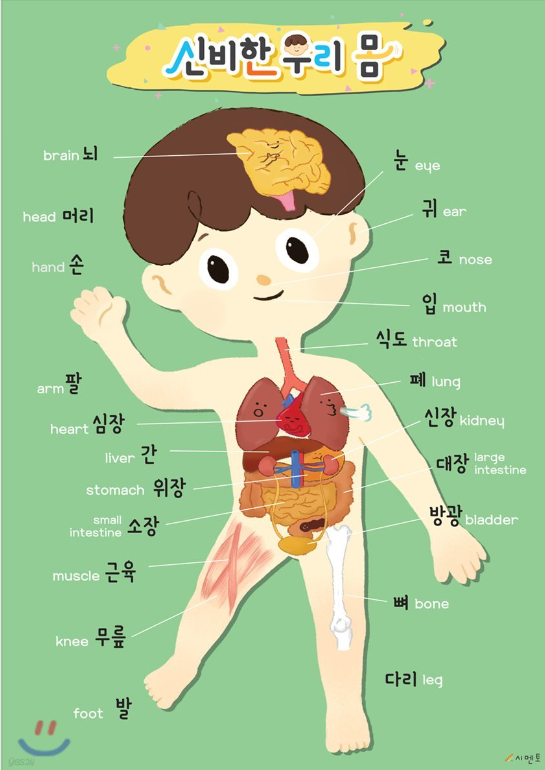 신비한 우리 몸
brain 뇌
head 머리
hand 손
arm 팔
heart 심장
liver 간
stomach 위장
small
intestine 소장
muscle 근육
knee 무릎
foot 발
눈 eye
귀 ear
코 nose
입 mouth
식도 throat
폐 lung
신장 kidney
대장 large
intestine
방광 bladder
뼈 bone
다리 leg
시멘토